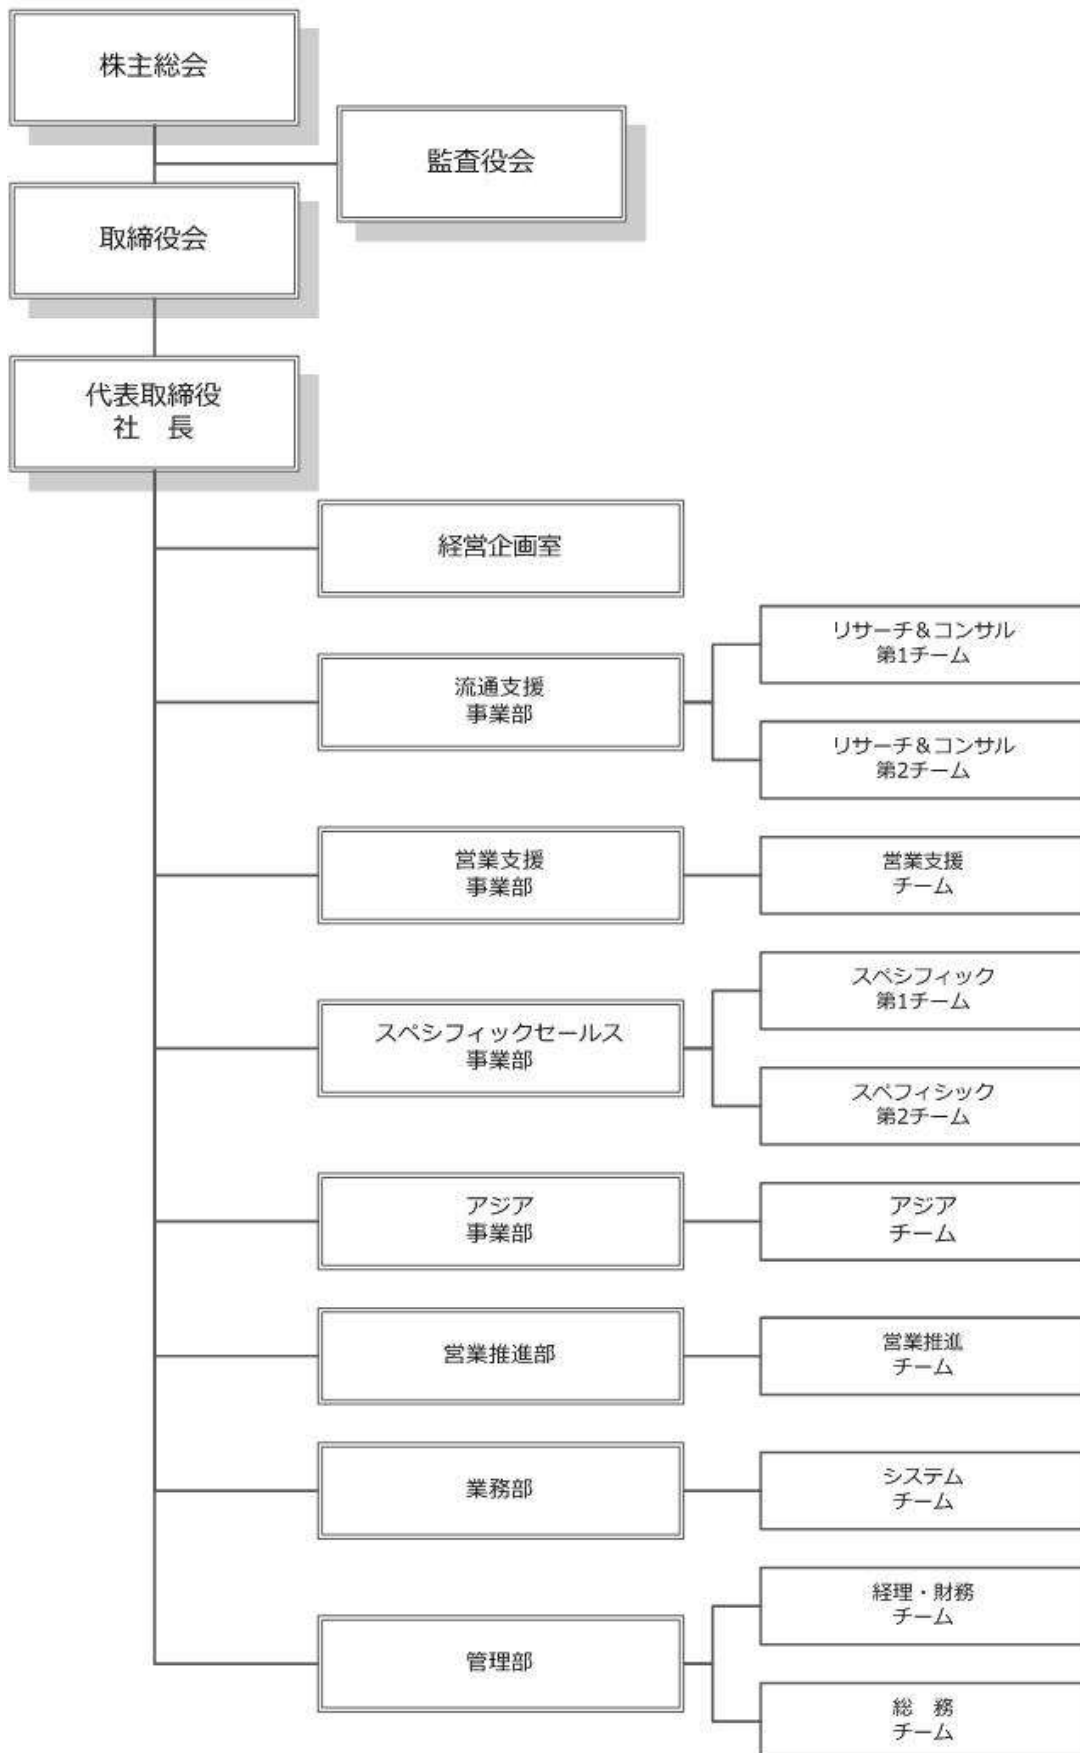 株主総会
監査役会
取締役会
代表取締役
社　長
経営企画室
リサーチ＆コンサル
第1チーム
流通支援
事業部
リサーチ＆コンサル
第2チーム
営業支援
事業部
営業支援
チーム
スペシフィック
第1チーム
スペシフィックセールス
事業部
スペフィシック
第2チーム
アジア
事業部
アジア
チーム
営業推進部
営業推進
チーム
業務部
システム
チーム
経理・財務
チーム
管理部
総　務
チーム